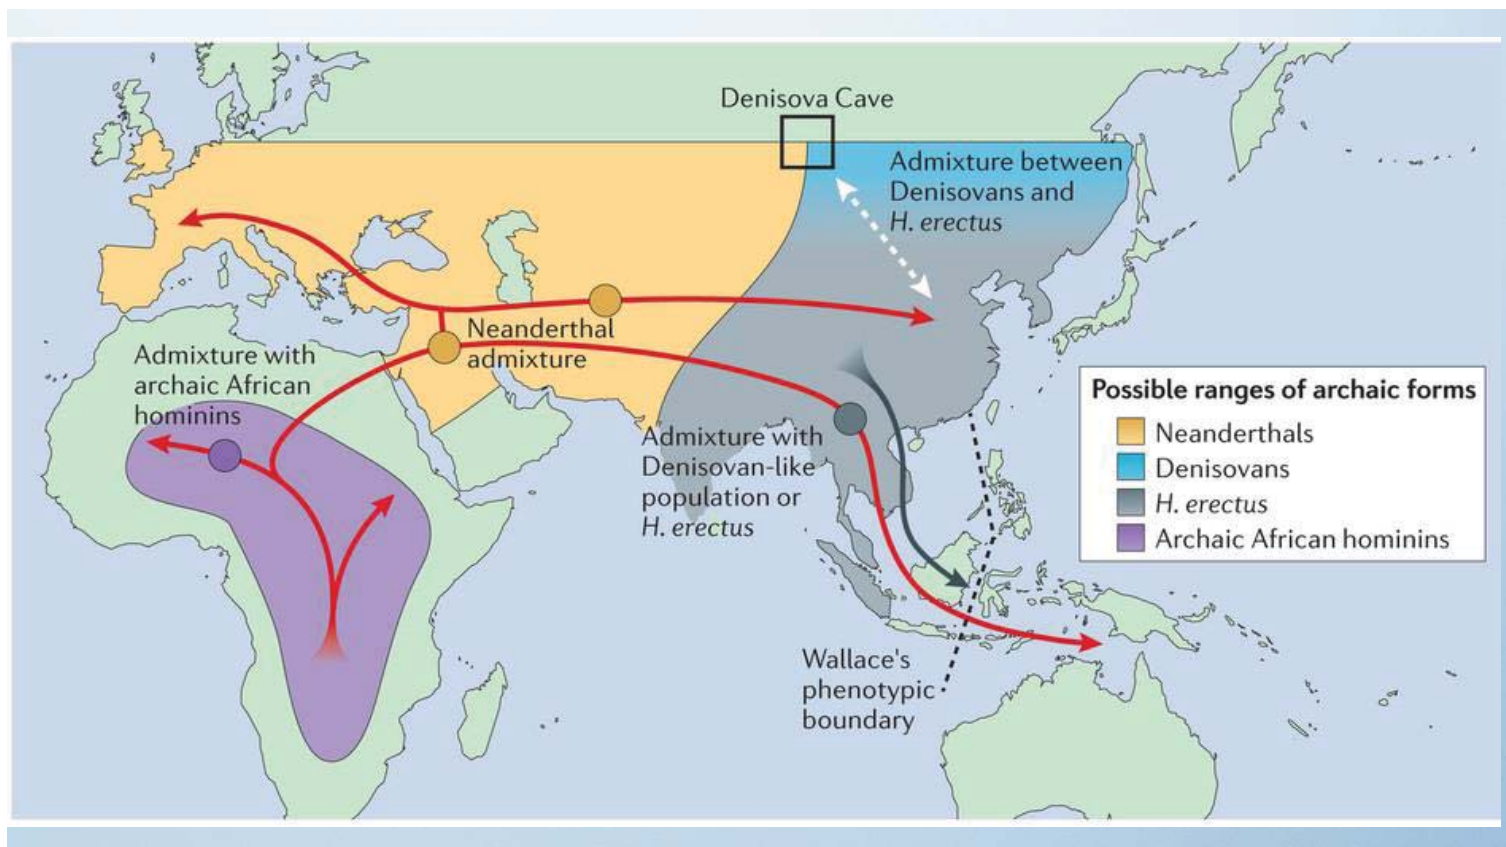 Denisova Cave
Admixture between
Denisovans and
H. erectus
Neanderthal
admixture
Admixture with
archaic African
hominins
Admixture with
Denisovan-like
population or
H. erectus
Wallace's
phenotypic
boundary
Possible ranges of archaic forms
Neanderthals
Denisovans
H. erectus
Archaic African hominins